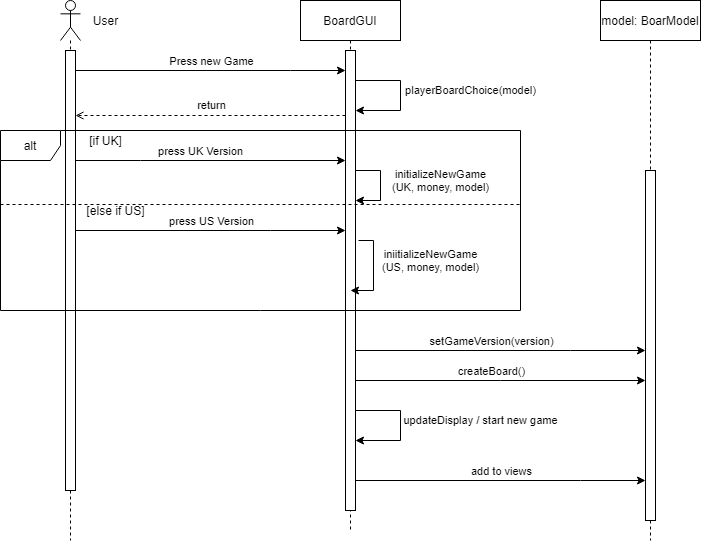 User
BoardGUI
model: BoarModel
Press new Game
playerBoardChoice(model)
return
alt
[if UK]
press UK Version
initializeNewGame
(UK, money, model)
[else if US]
press US Version
iniitializeNewGame
(US, money, model)
setGameVersion(version)
createBoard()
updateDisplay / start new game
add to views